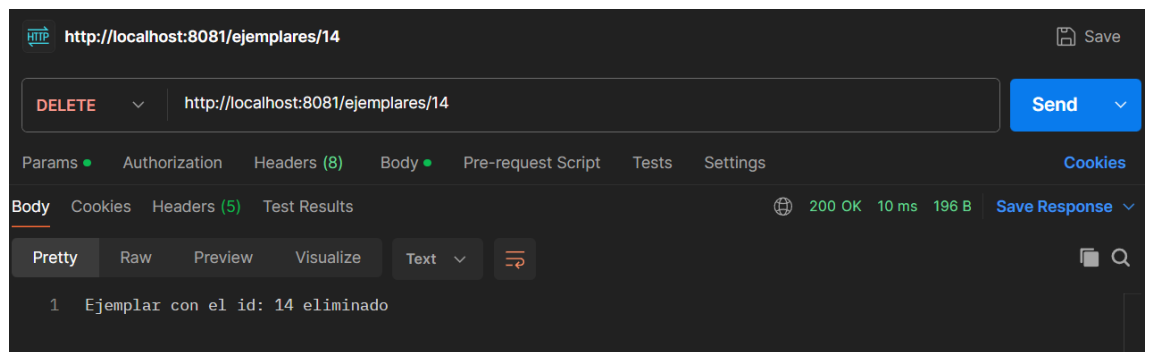 HTTP http://localhost:8081/ejemplares/14 Save
DELETE http://localhost:8081/ejemplares/14 Send
Params Authorization Headers (8) Body Pre-request Script Tests Settings Cookies
Body Cookies Headers (5) Test Results 200 OK 10 ms 196 B Save Response
Pretty Raw Preview Visualize Text
1 Ejemplar con el id: 14 eliminado